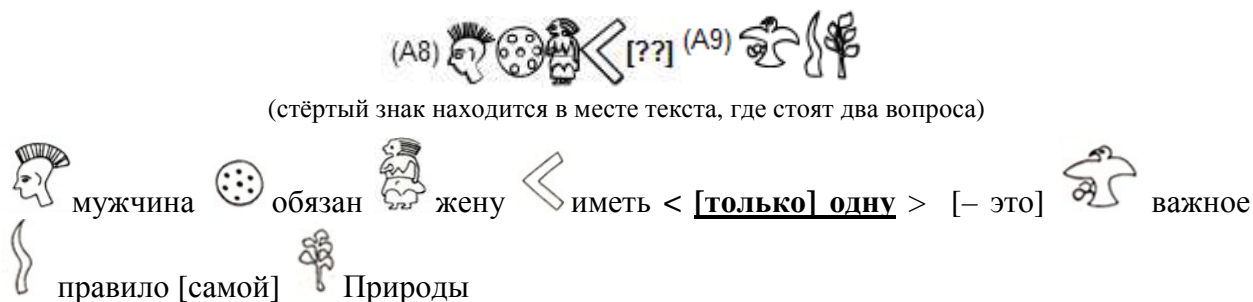 (A8) [??] (A9)
(стёртый знак находится в месте текста, где стоят два вопроса)
мужчина обязан жену иметь < [только] одну > [– это] важное
правило [самой] Природы